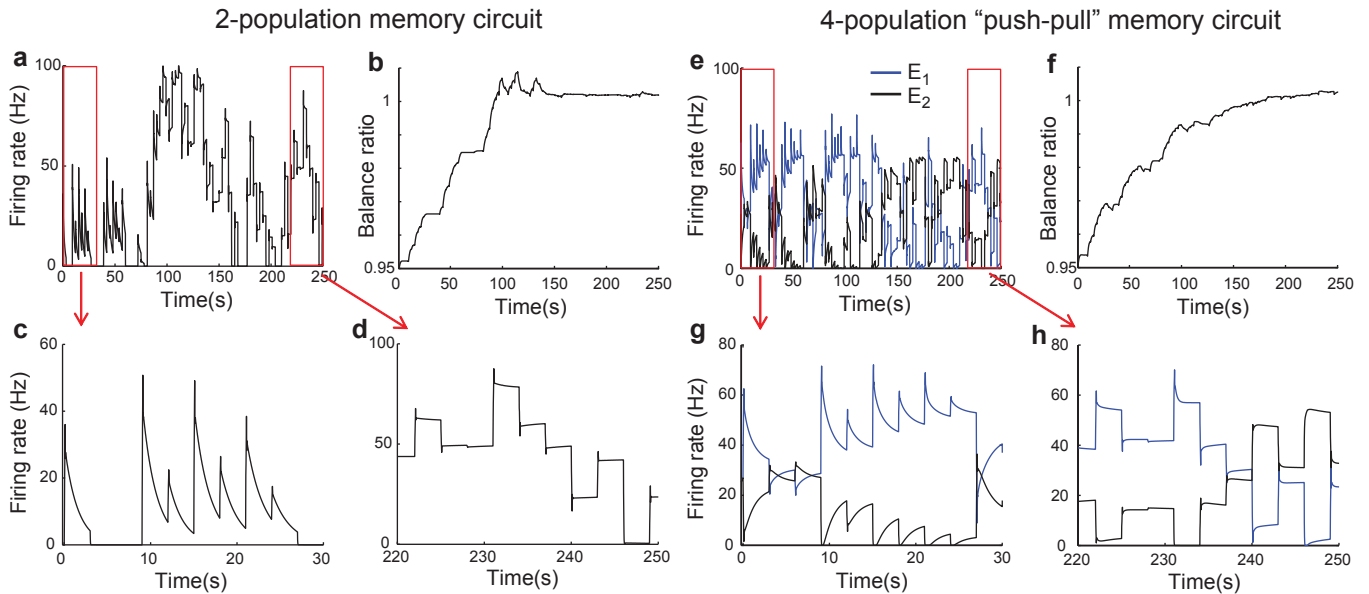 2-population memory circuit
4-population “push-pull” memory circuit
a
Firing rate (Hz)
100
50
0
0 50 100 150 200 250
Time(s)
b
Balance ratio
1
0.95
0 50 100 150 200 250
Time(s)
e
E1
E2
Firing rate (Hz)
100
50
0
0 50 100 150 200 250
Time(s)
f
Balance ratio
1
0.95
0 50 100 150 200 250
Time(s)
c
Firing rate (Hz)
60
40
20
0
0 10 20 30
Time(s)
d
100
50
0
220 230 240 250
Time(s)
g
Firing rate (Hz)
80
60
40
20
0
0 10 20 30
Time(s)
h
80
60
40
20
0
220 230 240 250
Time(s)